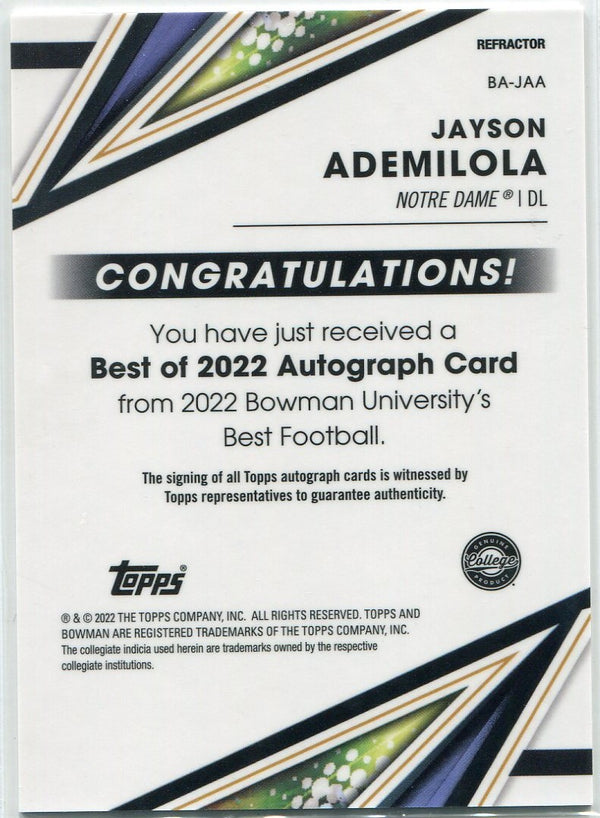 REFRACTOR
BA-JAA
JAYSON
ADEMILOLA
NOTRE DAME ® | DL
CONGRATULATIONS!
You have just received a
Best of 2022 Autograph Card
from 2022 Bowman University's
Best Football.
The signing of all Topps autograph cards is witnessed by
Topps representatives to guarantee authenticity.
GENUINE
College
PRODUCT
Topps®
® & © 2022 THE TOPPS COMPANY, INC. ALL RIGHTS RESERVED. TOPPS AND
BOWMAN ARE REGISTERED TRADEMARKS OF THE TOPPS COMPANY, INC.
The collegiate indicia used herein are trademarks owned by the respective
collegiate institutions.